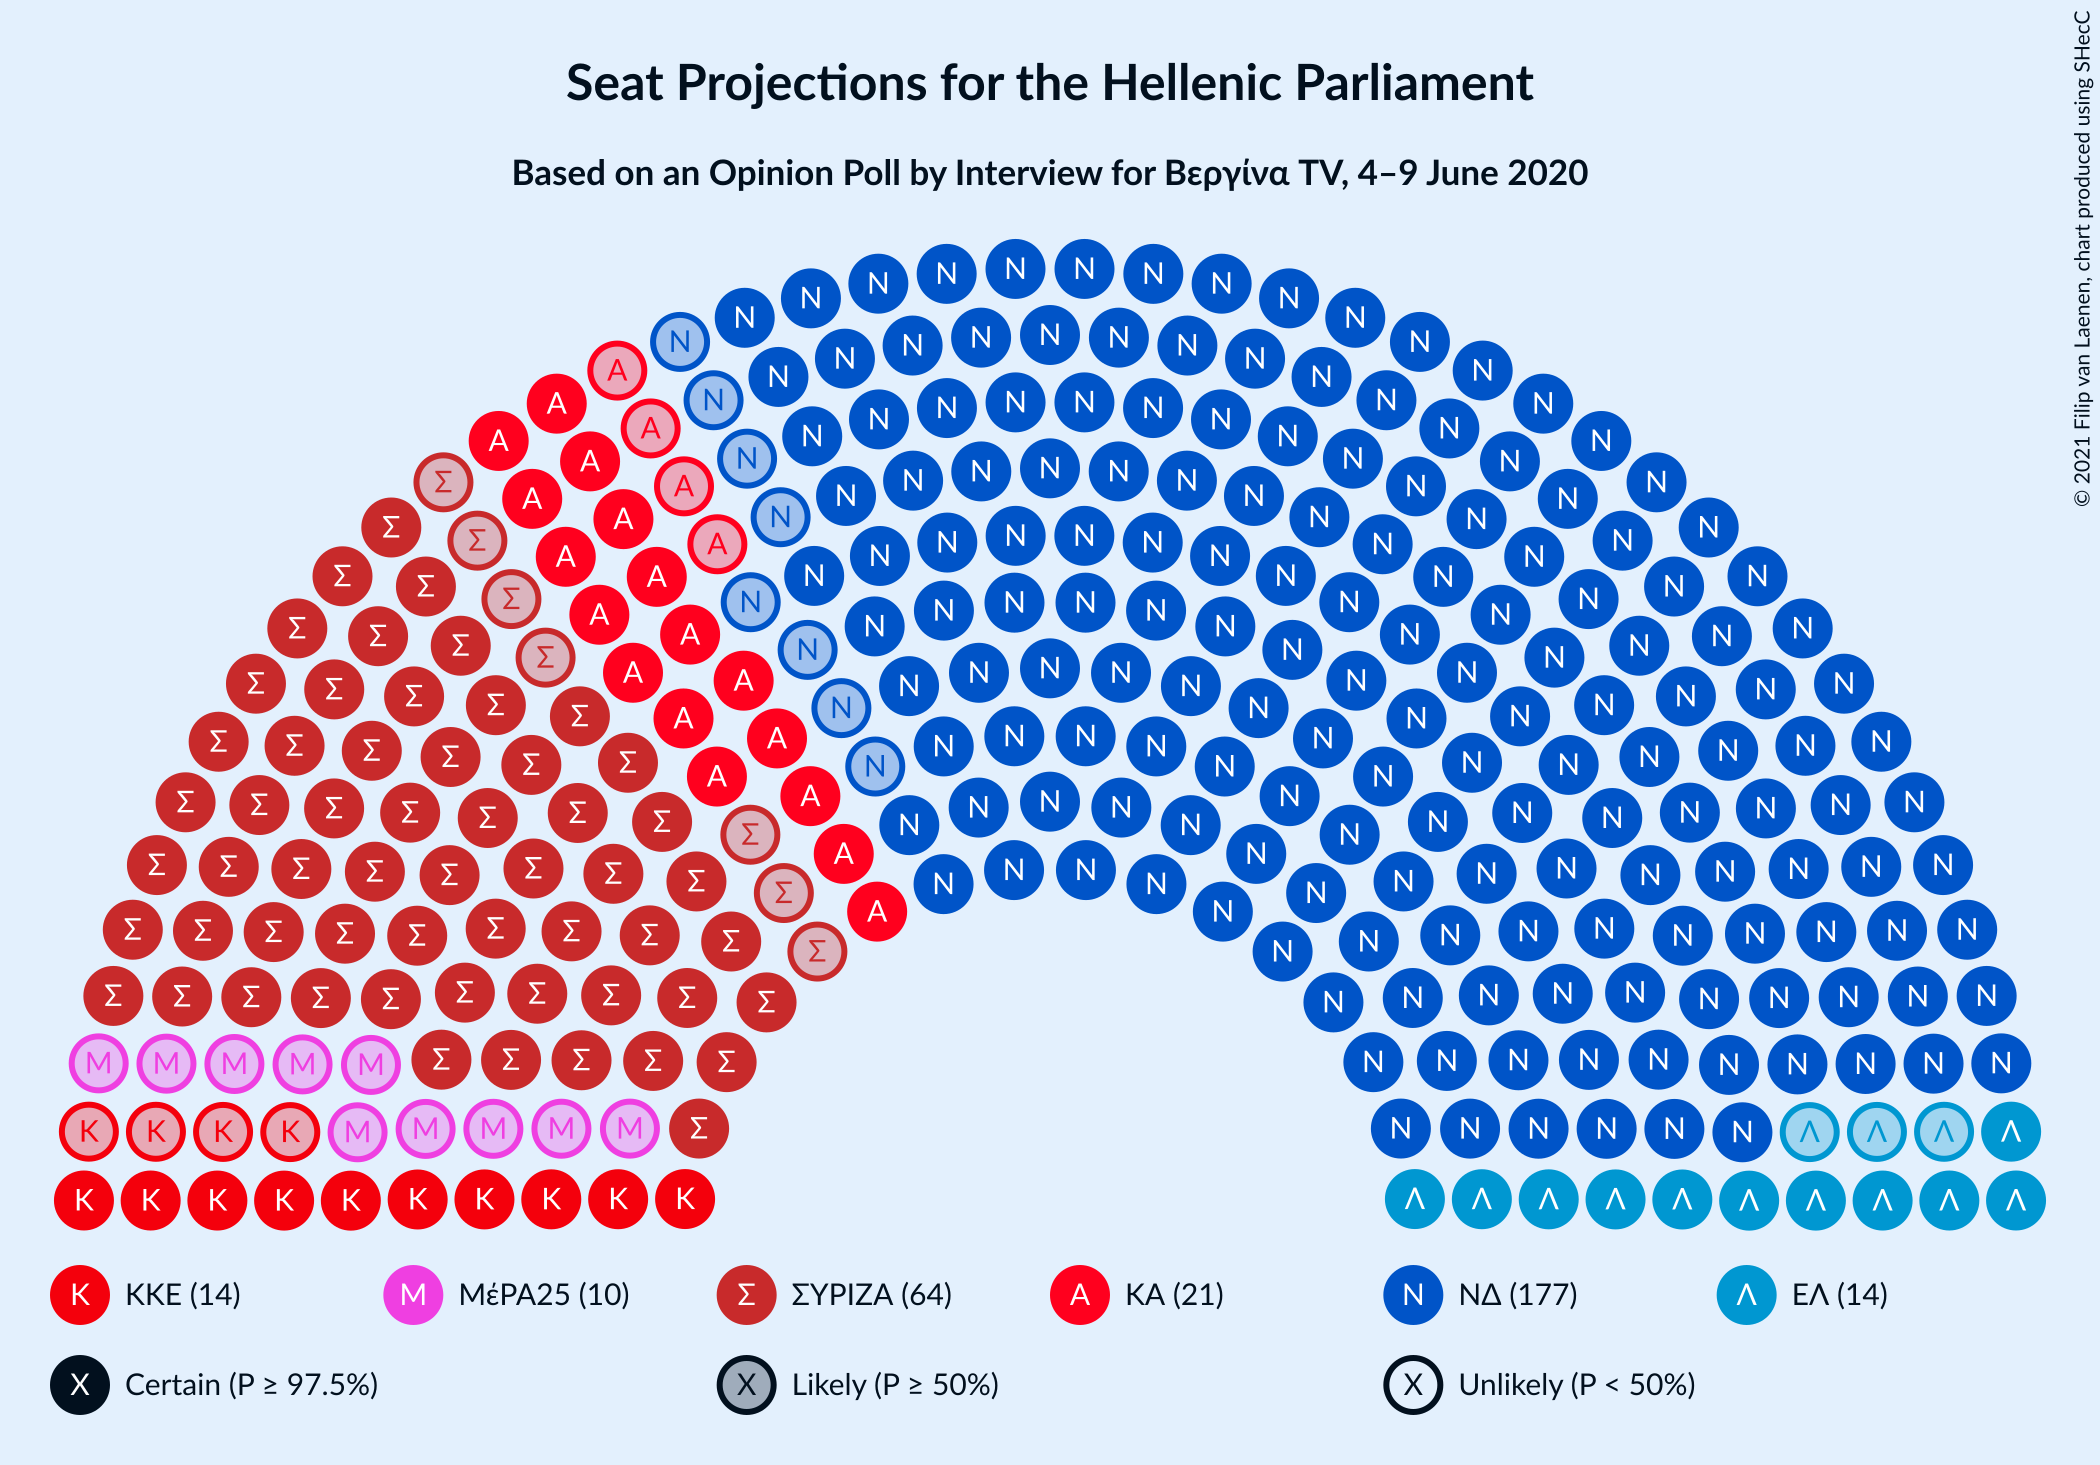 Seat Projections for the Hellenic Parliament
Based on an Opinion Poll by Interview for Βεργίνα TV, 4–9 June 2020
© 2021 Filip van Laenen, chart produced using SHecC
Κ ΚΚΕ (14) Μ ΜέΡΑ25 (10) Σ ΣΥΡΙΖΑ (64) Α ΚΑ (21) Ν ΝΔ (177) Λ ΕΛ (14)
X Certain (P ≥ 97.5%) X Likely (P ≥ 50%) X Unlikely (P < 50%)